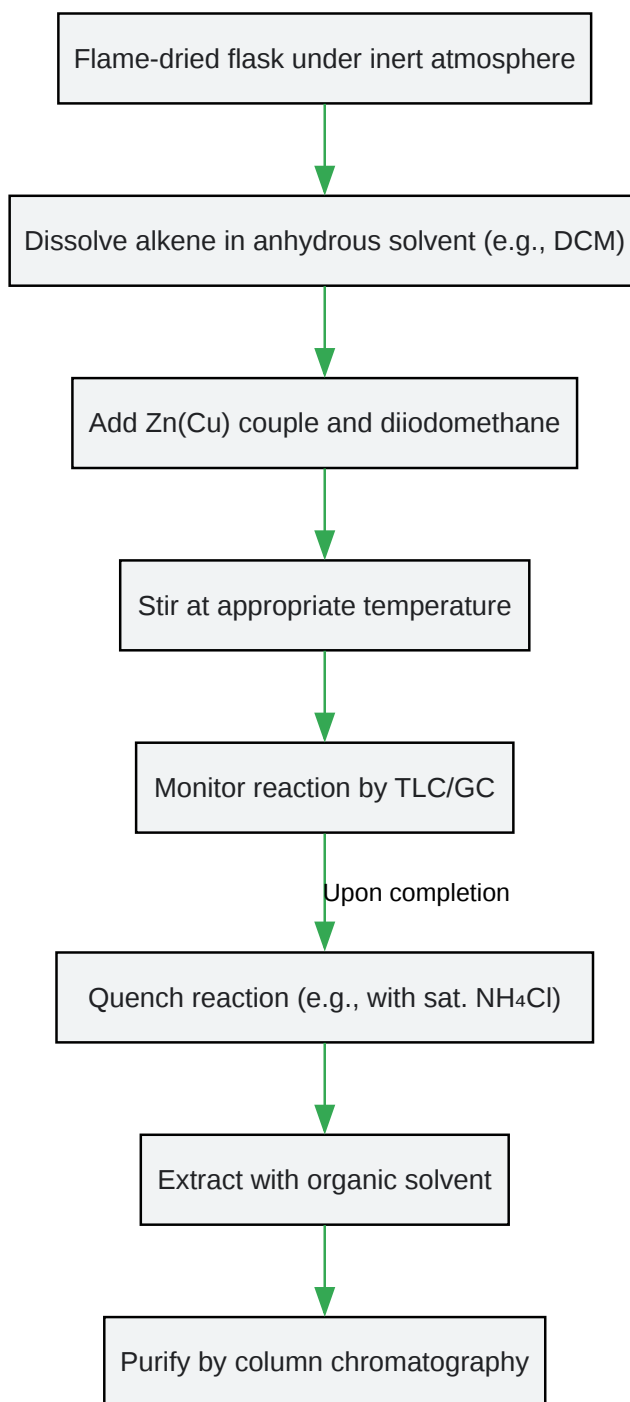 Flame-dried flask under inert atmosphere
Dissolve alkene in anhydrous solvent (e.g., DCM)
Add Zn(Cu) couple and diiodomethane
Stir at appropriate temperature
Monitor reaction by TLC/GC
Upon completion
Quench reaction (e.g., with sat. NH₄Cl)
Extract with organic solvent
Purify by column chromatography